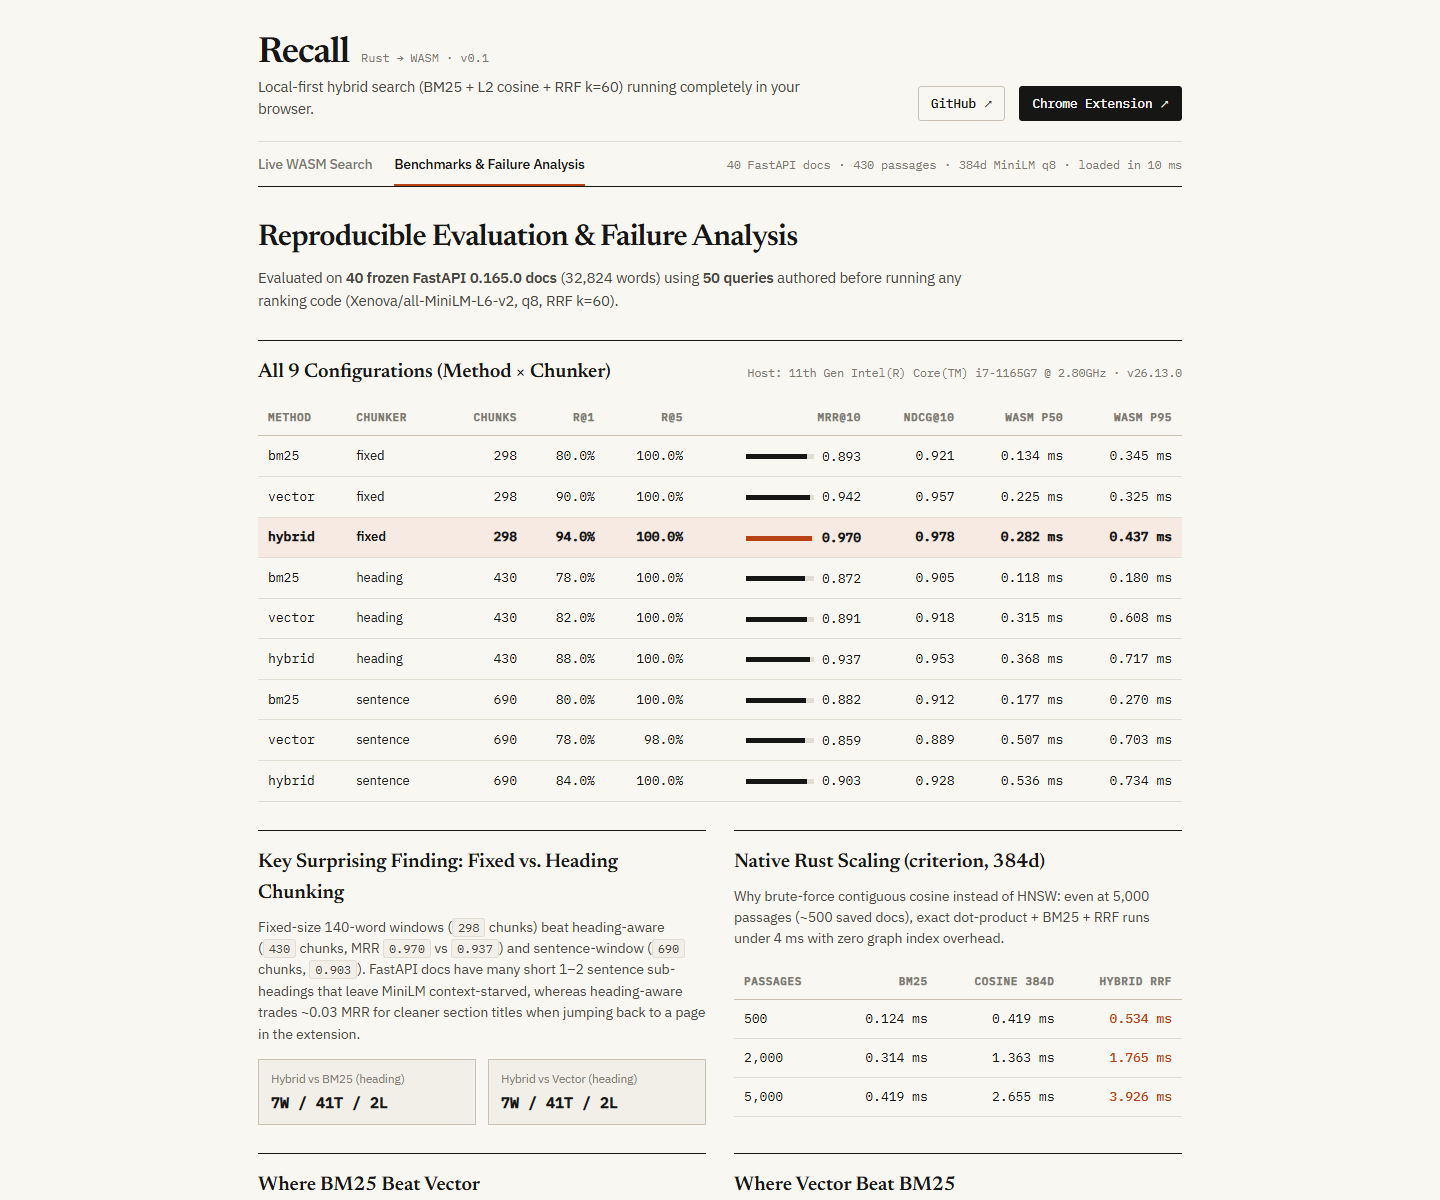 Recall Rust → WASM · v0.1
Local-first hybrid search (BM25 + L2 cosine + RRF k=60) running completely in your
browser.
GitHub ↗ Chrome Extension ↗
Live WASM Search Benchmarks & Failure Analysis 40 FastAPI docs · 430 passages · 384d MiniLM q8 · loaded in 10 ms
Reproducible Evaluation & Failure Analysis
Evaluated on 40 frozen FastAPI 0.165.0 docs (32,824 words) using 50 queries authored before running any
ranking code (Xenova/all-MiniLM-L6-v2, q8, RRF k=60).
All 9 Configurations (Method × Chunker) Host: 11th Gen Intel(R) Core(TM) i7-1165G7 @ 2.80GHz · v26.13.0
METHOD CHUNKER CHUNKS R@1 R@5 MRR@10 NDCG@10 WASM P50 WASM P95
bm25 fixed 298 80.0% 100.0% 0.893 0.921 0.134 ms 0.345 ms
vector fixed 298 90.0% 100.0% 0.942 0.957 0.225 ms 0.325 ms
hybrid fixed 298 94.0% 100.0% 0.970 0.978 0.282 ms 0.437 ms
bm25 heading 430 78.0% 100.0% 0.872 0.905 0.118 ms 0.180 ms
vector heading 430 82.0% 100.0% 0.891 0.918 0.315 ms 0.608 ms
hybrid heading 430 88.0% 100.0% 0.937 0.953 0.368 ms 0.717 ms
bm25 sentence 690 80.0% 100.0% 0.882 0.912 0.177 ms 0.270 ms
vector sentence 690 78.0% 98.0% 0.859 0.889 0.507 ms 0.703 ms
hybrid sentence 690 84.0% 100.0% 0.903 0.928 0.536 ms 0.734 ms
Key Surprising Finding: Fixed vs. Heading
Chunking
Fixed-size 140-word windows (298 chunks) beat heading-aware
(430 chunks, MRR 0.970 vs 0.937) and sentence-window (690
chunks, 0.903). FastAPI docs have many short 1–2 sentence sub-
headings that leave MiniLM context-starved, whereas heading-aware
trades ~0.03 MRR for cleaner section titles when jumping back to a page
in the extension.
Hybrid vs BM25 (heading)
7W / 41T / 2L
Hybrid vs Vector (heading)
7W / 41T / 2L
Native Rust Scaling (criterion, 384d)
Why brute-force contiguous cosine instead of HNSW: even at 5,000
passages (~500 saved docs), exact dot-product + BM25 + RRF runs
under 4 ms with zero graph index overhead.
PASSAGES BM25 COSINE 384D HYBRID RRF
500 0.124 ms 0.419 ms 0.534 ms
2,000 0.314 ms 1.363 ms 1.765 ms
5,000 0.419 ms 2.655 ms 3.926 ms
Where BM25 Beat Vector
Where Vector Beat BM25